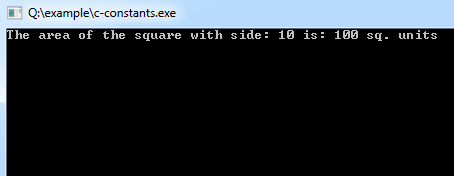 Q:\example\c-constants.exe
The area of the square with side: 10 is: 100 sq. units